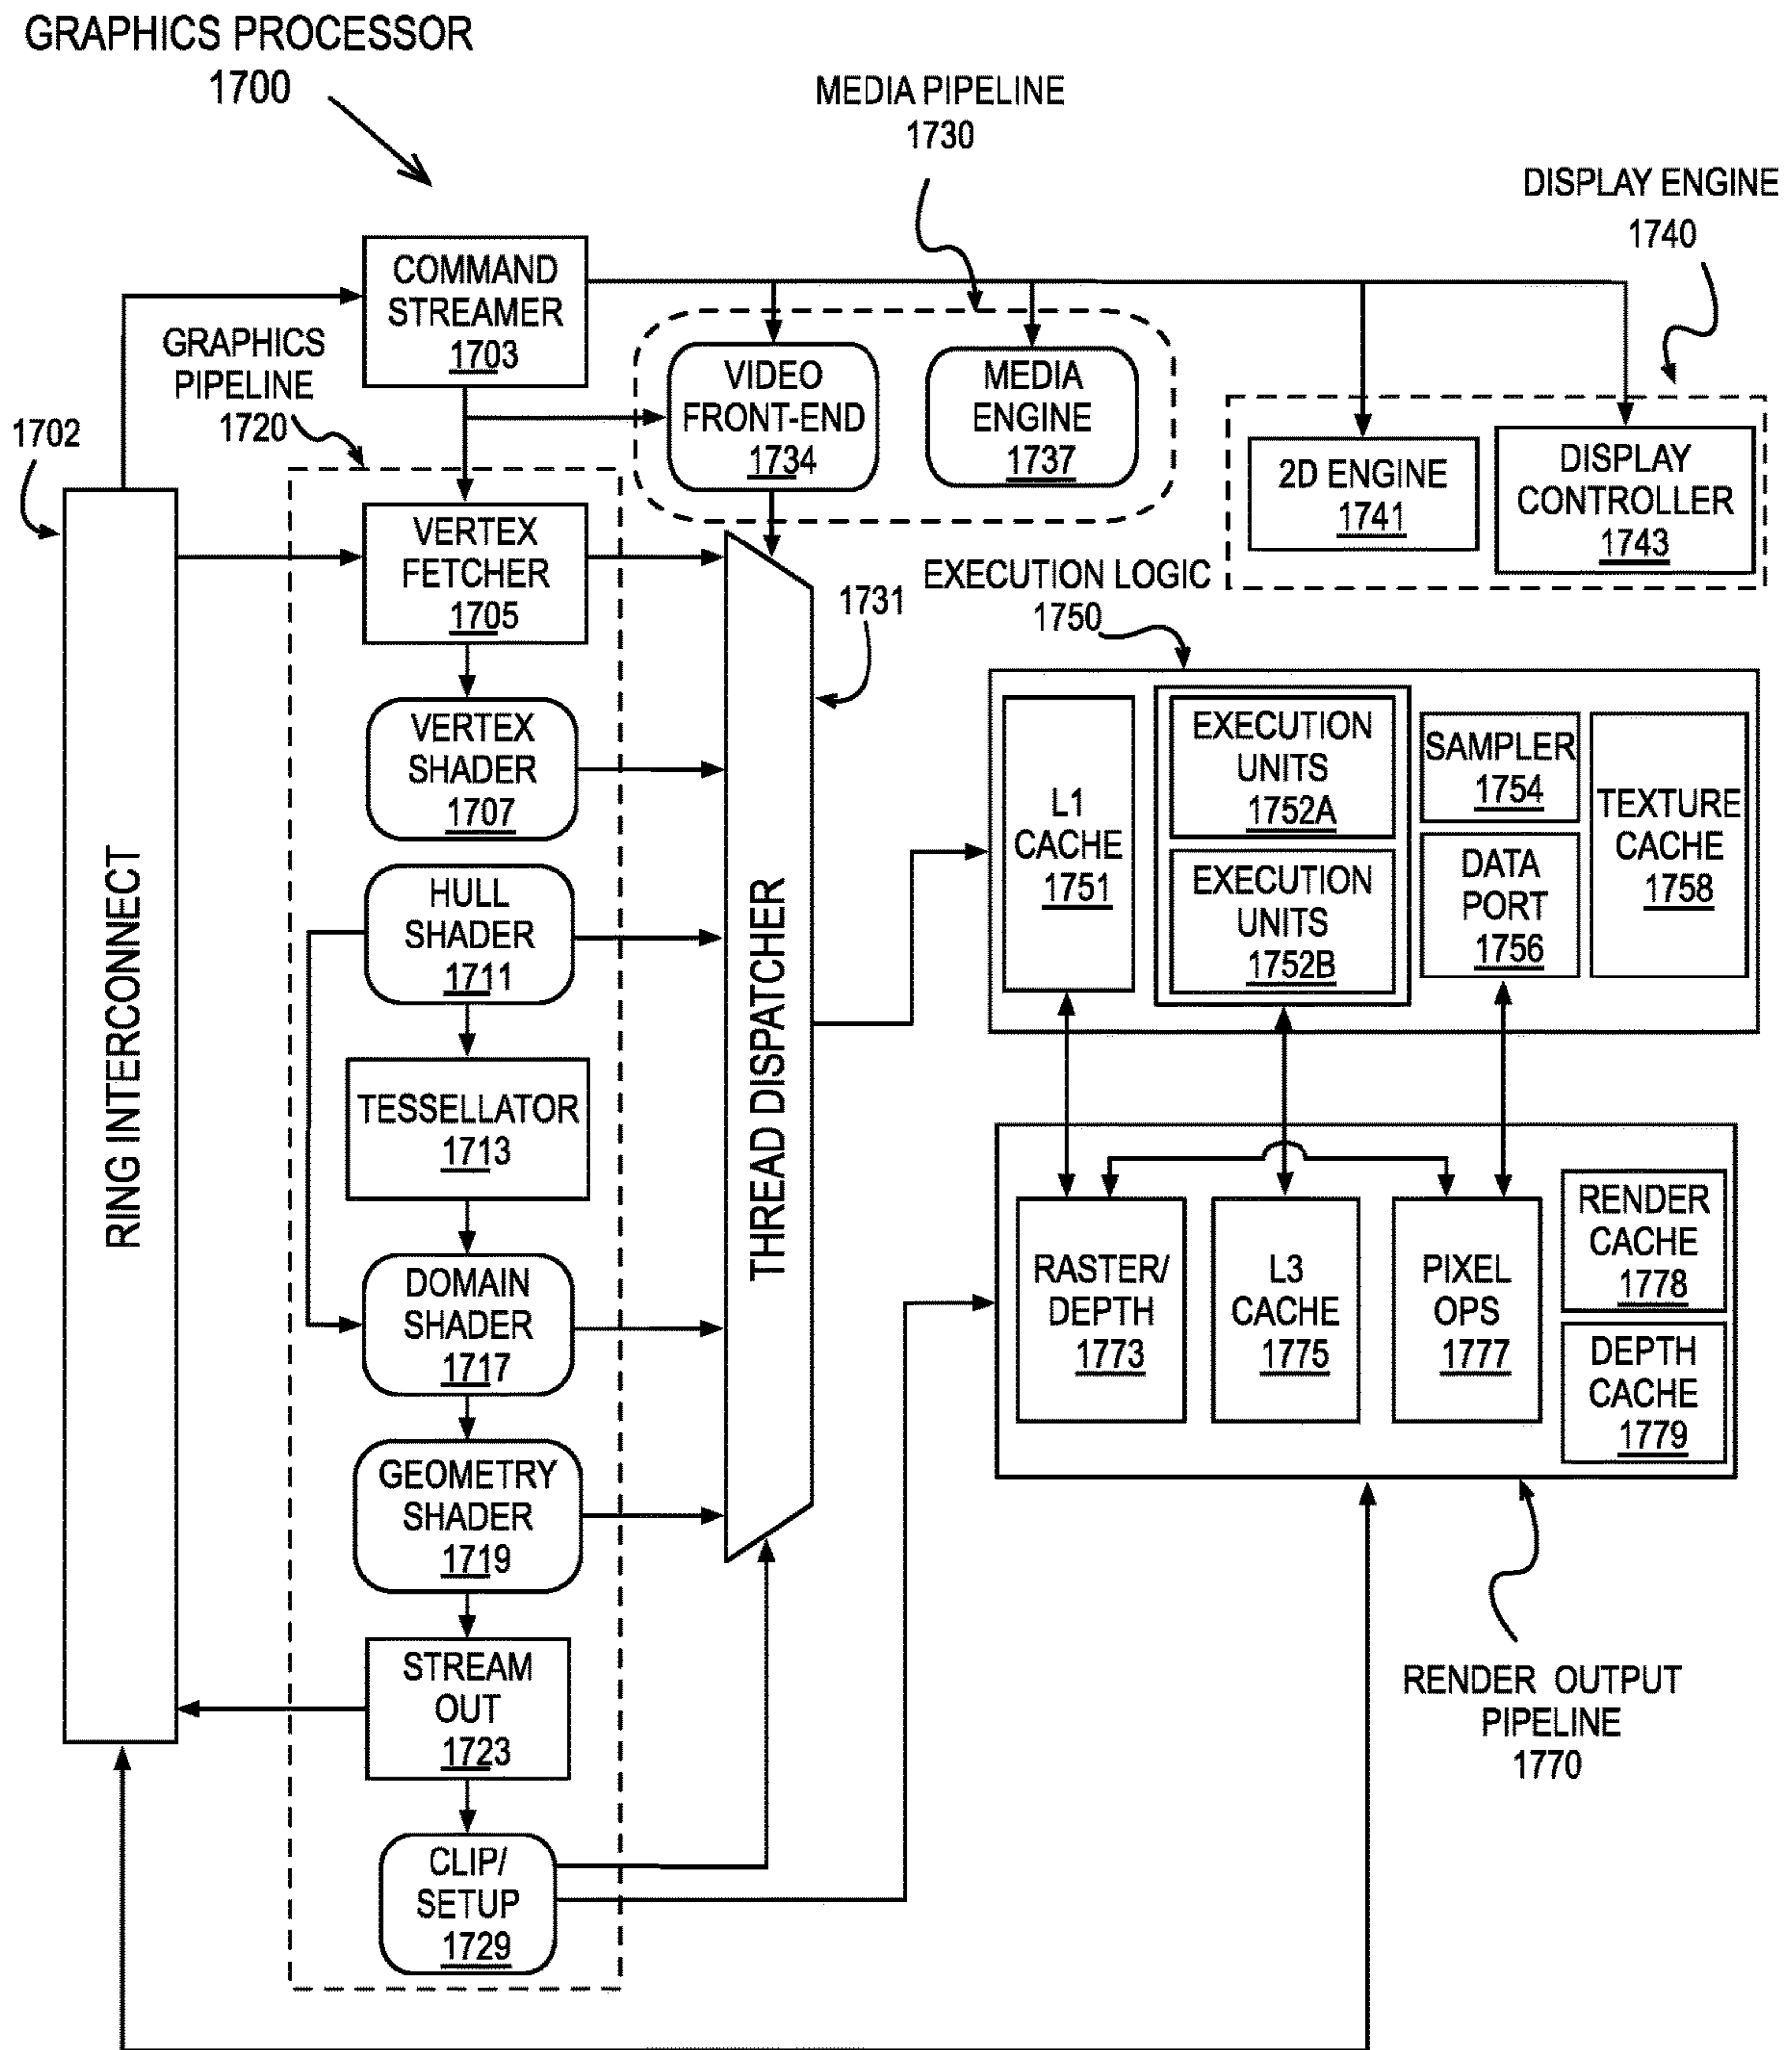 GRAPHICS PROCESSOR
1700
MEDIA PIPELINE
1730
DISPLAY ENGINE
1740
COMMAND
STREAMER
1703
GRAPHICS
PIPELINE
1720
VIDEO
FRONT-END
1734
MEDIA
ENGINE
1737
2D ENGINE
1741
DISPLAY
CONTROLLER
1743
1702
RING INTERCONNECT
VERTEX
FETCHER
1705
VERTEX
SHADER
1707
HULL
SHADER
1711
TESSELLATOR
1713
DOMAIN
SHADER
1717
GEOMETRY
SHADER
1719
STREAM
OUT
1723
CLIP/
SETUP
1729
THREAD DISPATCHER
1731
EXECUTION LOGIC
1750
L1
CACHE
1751
EXECUTION
UNITS
1752A
EXECUTION
UNITS
1752B
SAMPLER
1754
DATA
PORT
1756
TEXTURE
CACHE
1758
RASTER/
DEPTH
1773
L3
CACHE
1775
PIXEL
OPS
1777
RENDER
CACHE
1778
DEPTH
CACHE
1779
RENDER OUTPUT
PIPELINE
1770